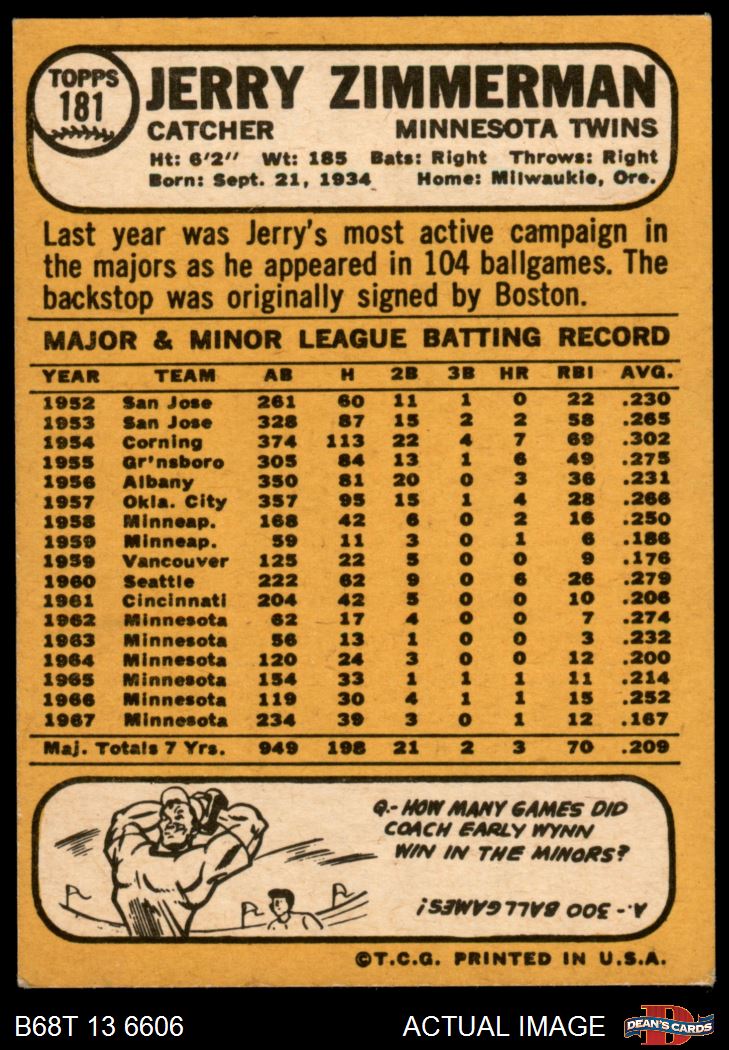 TOPPS
181
JERRY ZIMMERMAN
CATCHER MINNESOTA TWINS
Ht: 6'2" Wt: 185 Bats: Right Throws: Right
Born: Sept. 21, 1934 Home: Milwaukie, Ore.
Last year was Jerry's most active campaign in
the majors as he appeared in 104 ballgames. The
backstop was originally signed by Boston.
MAJOR & MINOR LEAGUE BATTING RECORD
YEAR TEAM AB H 2B 3B HR RBI AVG.
1952 San Jose 261 60 11 1 0 22 .230
1953 San Jose 328 87 15 2 2 58 .265
1954 Corning 374 113 22 4 7 69 .302
1955 Gr'nsboro 305 84 13 1 6 49 .275
1956 Albany 350 81 20 0 3 36 .231
1957 Okla. City 357 95 15 1 4 28 .266
1958 Minneap. 168 42 6 0 2 16 .250
1959 Minneap. 59 11 3 0 1 6 .186
1959 Vancouver 125 22 5 0 0 9 .176
1960 Seattle 222 62 9 0 6 26 .279
1961 Cincinnati 204 42 5 0 0 10 .206
1962 Minnesota 62 17 4 0 0 7 .274
1963 Minnesota 56 13 1 0 0 3 .232
1964 Minnesota 120 24 3 0 0 12 .200
1965 Minnesota 154 33 1 1 1 11 .214
1966 Minnesota 119 30 4 1 1 15 .252
1967 Minnesota 234 39 3 0 1 12 .167
Maj. Totals 7 Yrs. 949 198 21 2 3 70 .209
Q.- HOW MANY GAMES DID
COACH EARLY WYNN
WIN IN THE MINORS?
A.- 300 BALLGAMES!
©T.C.G. PRINTED IN U.S.A.
B68T 13 6606 ACTUAL IMAGE
D
DEAN'S CARDS